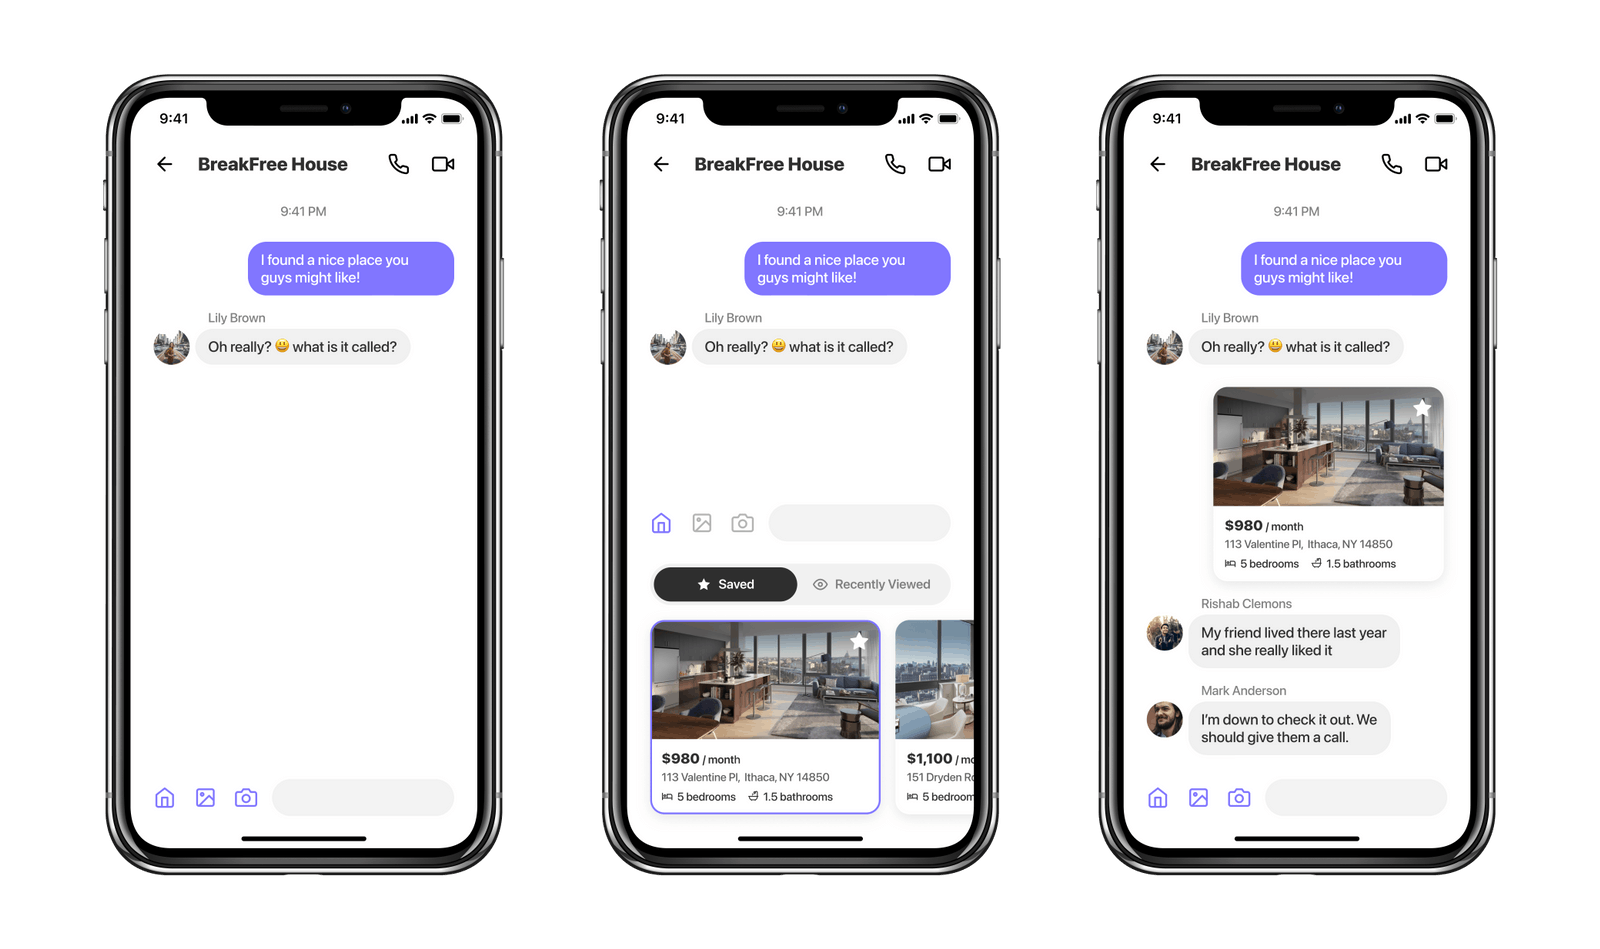 9:41
BreakFree House
9:41 PM
I found a nice place you
guys might like!
Lily Brown
Oh really? 😃 what is it called?
9:41
BreakFree House
9:41 PM
I found a nice place you
guys might like!
Lily Brown
Oh really? 😃 what is it called?
Saved
Recently Viewed
$980 / month
113 Valentine Pl, Ithaca, NY 14850
5 bedrooms 1.5 bathrooms
$1,100 / mo
151 Dryden Ro
5 bedroom
9:41
BreakFree House
9:41 PM
I found a nice place you
guys might like!
Lily Brown
Oh really? 😃 what is it called?
$980 / month
113 Valentine Pl, Ithaca, NY 14850
5 bedrooms 1.5 bathrooms
Rishab Clemons
My friend lived there last year
and she really liked it
Mark Anderson
I'm down to check it out. We
should give them a call.